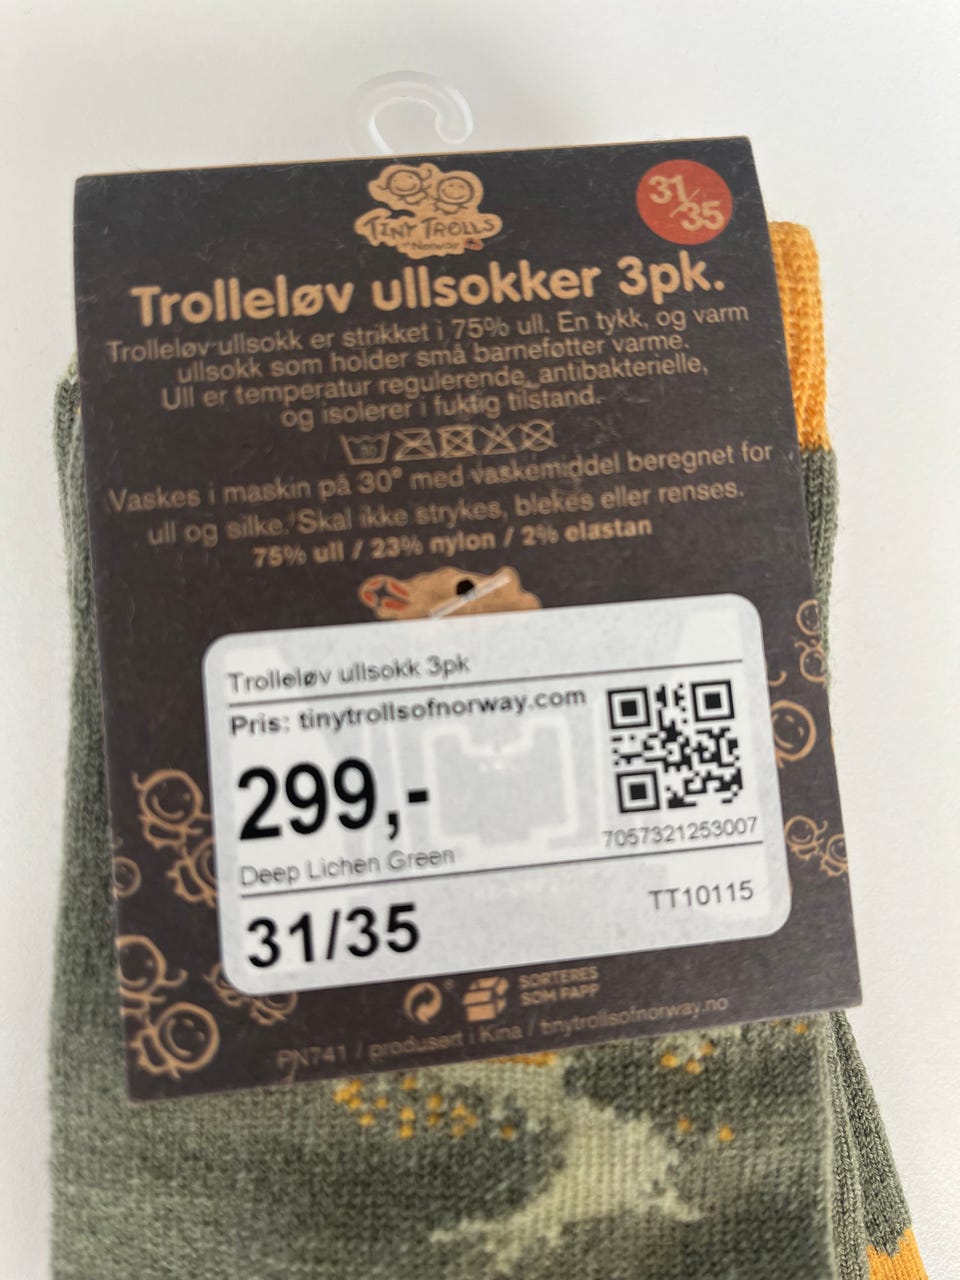 TINY TROLLS
of Norway
31/35
Trolleløv ullsokker 3pk.
Trolleløv ullsokk er strikket i 75% ull. En tykk, og varm
ullsokk som holder små barneføtter varme.
Ull er temperatur regulerende, antibakterielle,
og isolerer i fuktig tilstand.
30
Vaskes i maskin på 30° med vaskemiddel beregnet for
ull og silke. Skal ikke strykes, blekes eller renses.
75% ull / 23% nylon / 2% elastan
Trolleløv ullsokk 3pk
Pris: tinytrollsofnorway.com
299,-
7057321253007
Deep Lichen Green
31/35
TT10115
SORTERES
SOM PAPP
PN741 / produsert i Kina / tinytrollsofnorway.no